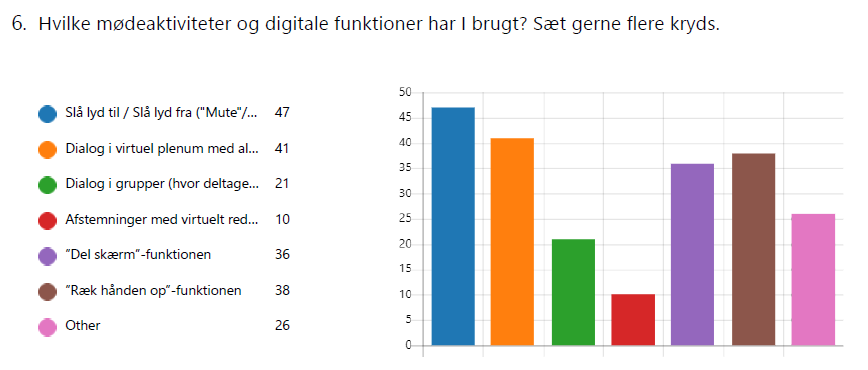 6. Hvilke mødeaktiviteter og digitale funktioner har I brugt? Sæt gerne flere kryds.
Slå lyd til / Slå lyd fra ("Mute"/... 47
Dialog i virtuel plenum med al... 41
Dialog i grupper (hvor deltage... 21
Afstemninger med virtuelt red... 10
”Del skærm”-funktionen 36
”Ræk hånden op”-funktionen 38
Other 26
50
45
40
35
30
25
20
15
10
5
0